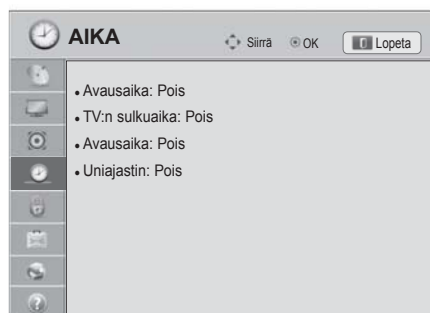 AIKA
Siirrä OK Lopeta
• Avausaika: Pois
• TV:n sulkuaika: Pois
• Avausaika: Pois
• Uniajastin: Pois